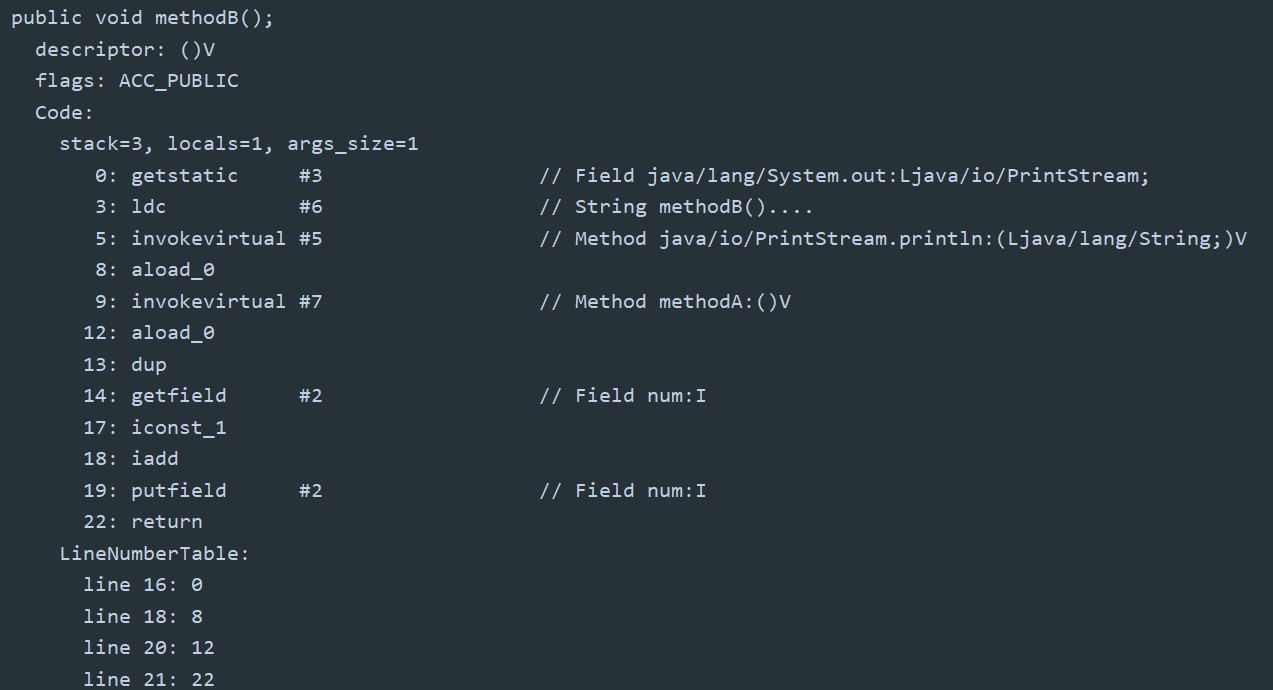 public void methodB();
  descriptor: ()V
  flags: ACC_PUBLIC
  Code:
    stack=3, locals=1, args_size=1
       0: getstatic     #3                  // Field java/lang/System.out:Ljava/io/PrintStream;
       3: ldc           #6                  // String methodB()....
       5: invokevirtual #5                  // Method java/io/PrintStream.println:(Ljava/lang/String;)V
       8: aload_0
       9: invokevirtual #7                  // Method methodA:()V
      12: aload_0
      13: dup
      14: getfield      #2                  // Field num:I
      17: iconst_1
      18: iadd
      19: putfield      #2                  // Field num:I
      22: return
    LineNumberTable:
      line 16: 0
      line 18: 8
      line 20: 12
      line 21: 22